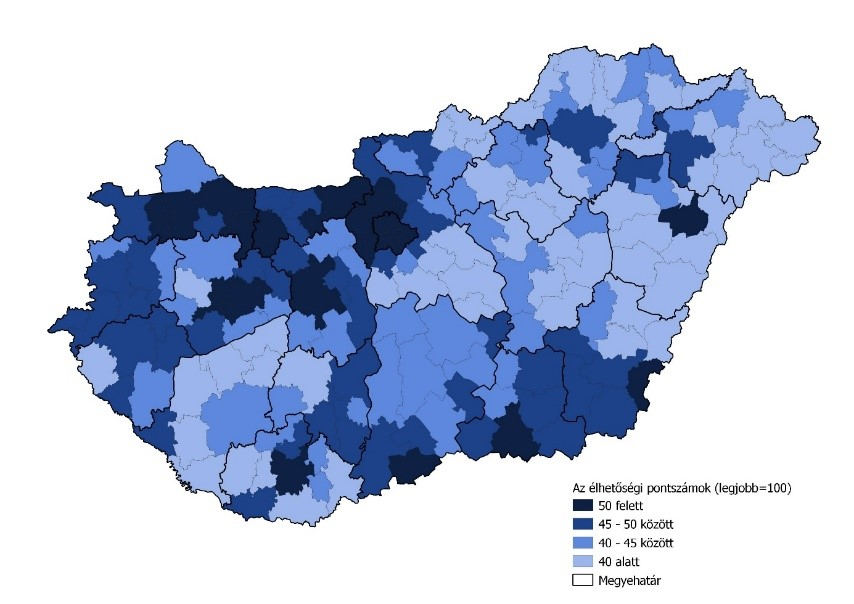 Az élhetőségi pontszámok (legjobb=100)
50 felett
45 - 50 között
40 - 45 között
40 alatt
Megyehatár